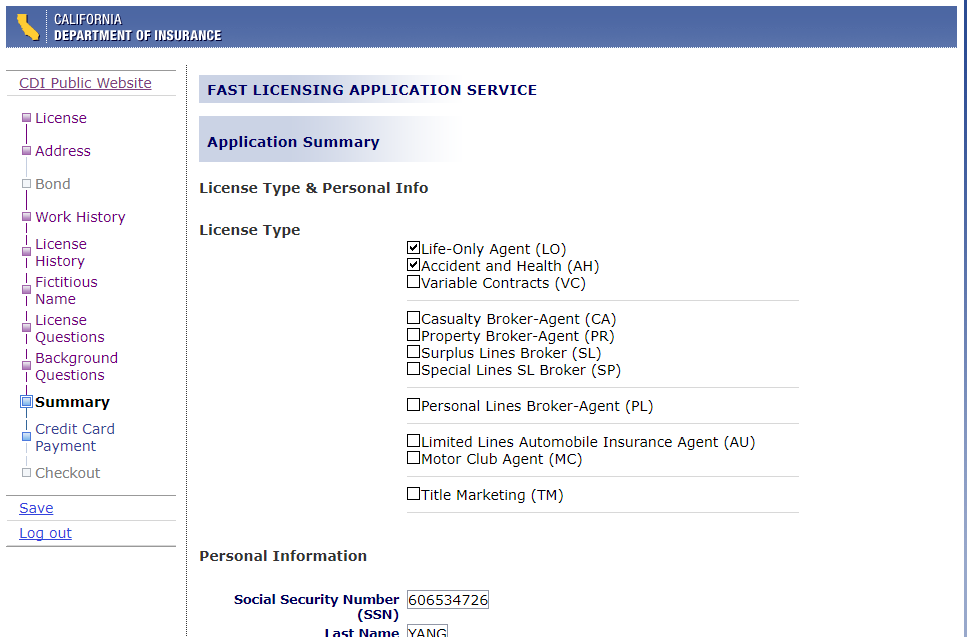 CALIFORNIA
DEPARTMENT OF INSURANCE
CDI Public Website
License
Address
Bond
Work History
License
History
Fictitious
Name
License
Questions
Background
Questions
Summary
Credit Card
Payment
Checkout
Save
Log out
FAST LICENSING APPLICATION SERVICE
Application Summary
License Type & Personal Info
License Type
Life-Only Agent (LO)
Accident and Health (AH)
Variable Contracts (VC)
Casualty Broker-Agent (CA)
Property Broker-Agent (PR)
Surplus Lines Broker (SL)
Special Lines SL Broker (SP)
Personal Lines Broker-Agent (PL)
Limited Lines Automobile Insurance Agent (AU)
Motor Club Agent (MC)
Title Marketing (TM)
Personal Information
Social Security Number 606534726
(SSN)
Last Name YANG